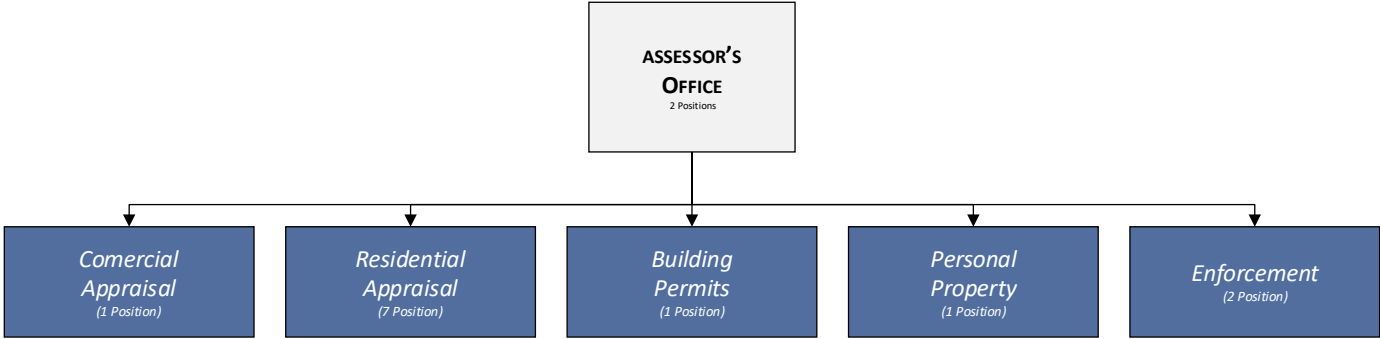 ASSESSOR'S
OFFICE
2 Positions
Comercial
Appraisal
(1 Position)
Residential
Appraisal
(7 Position)
Building
Permits
(1 Position)
Personal
Property
(1 Position)
Enforcement
(2 Position)